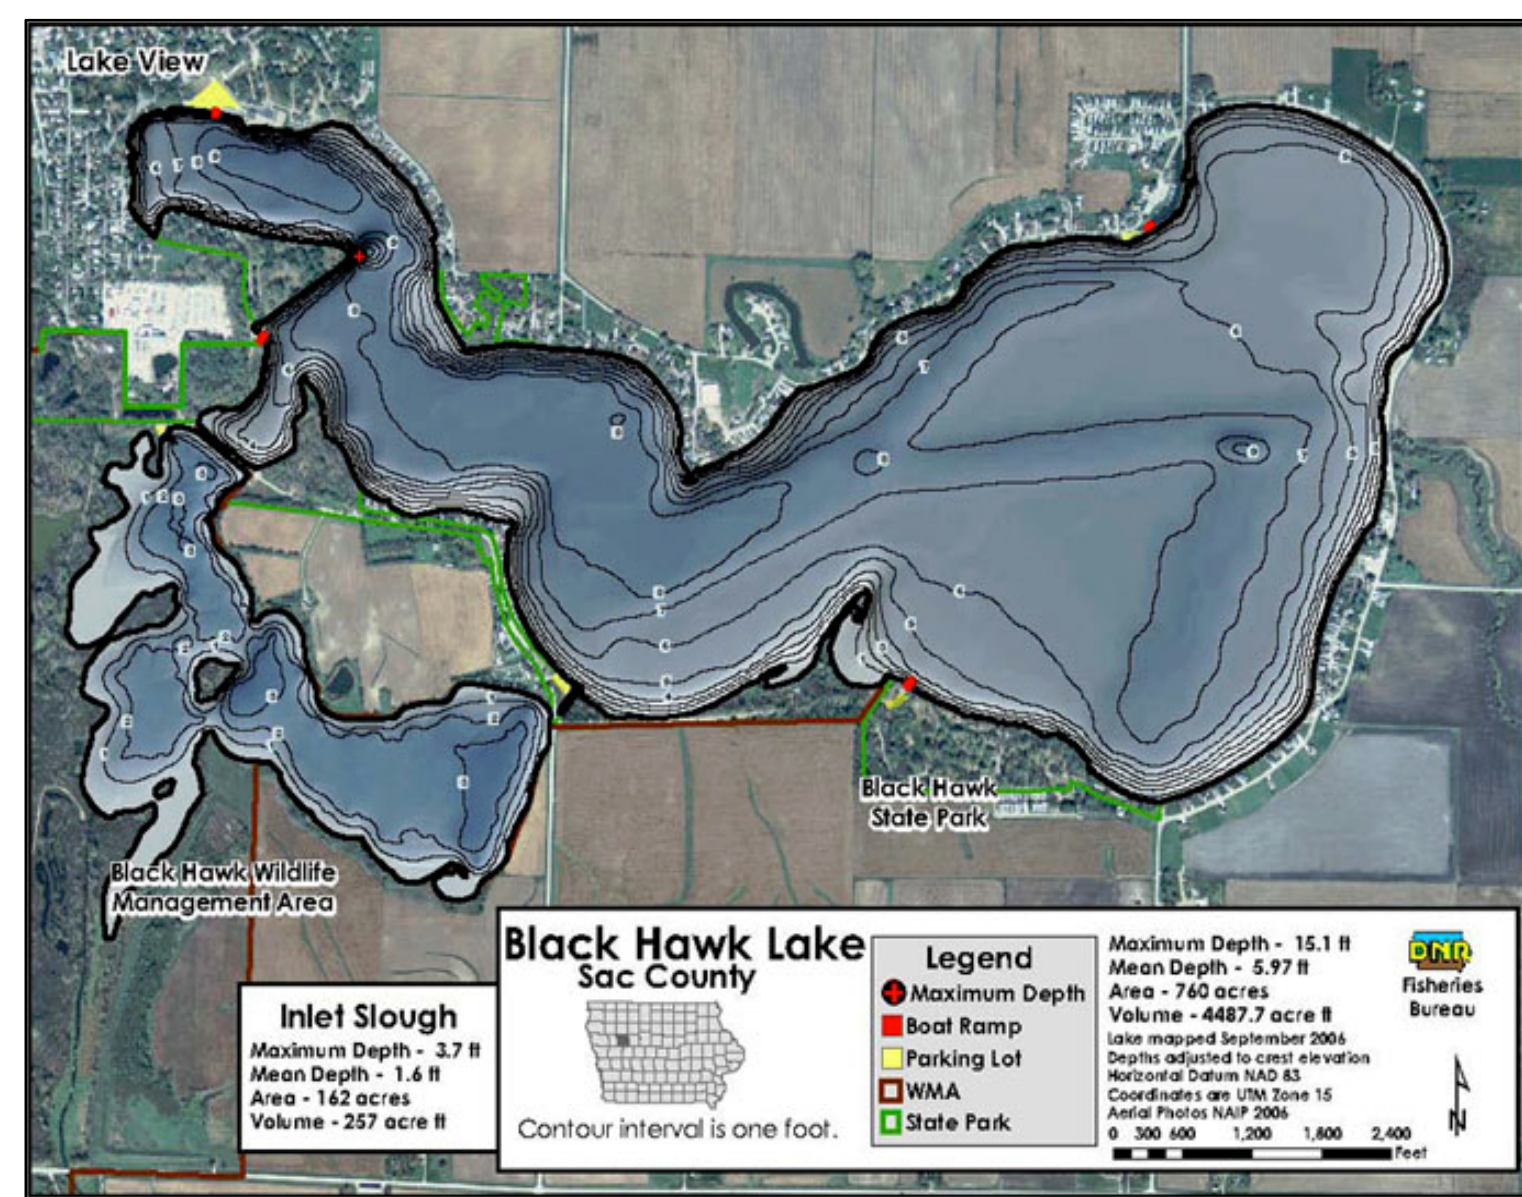 Lake View
Black Hawk
State Park
Black Hawk Wildlife
Management Area
Inlet Slough
Maximum Depth - 3.7 ft
Mean Depth - 1.6 ft
Area - 162 acres
Volume - 257 acre ft
Black Hawk Lake
Sac County
Contour interval is one foot.
Legend
Maximum Depth
Boat Ramp
Parking Lot
WMA
State Park
Maximum Depth - 15.1 ft
Mean Depth - 5.97 ft
Area - 760 acres
Volume - 4487.7 acre ft
Lake mapped September 2006
Depths adjusted to crest elevation
Horizontal Datum NAD 83
Coordinates are UTM Zone 15
Aerial Photos NAIP 2006
0 300 600 1,200 1,800 2,400
Feet
DNR
Fisheries
Bureau
N